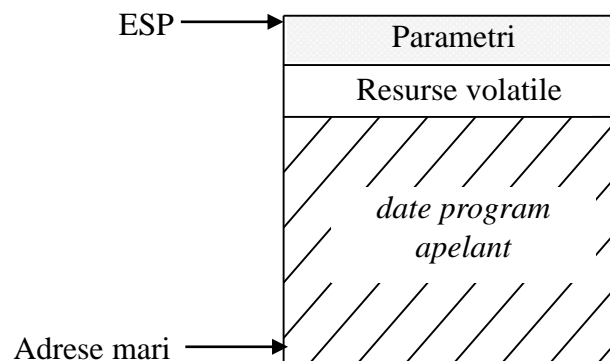 ESP
Parametri
Resurse volatile
date program
apelant
Adrese mari